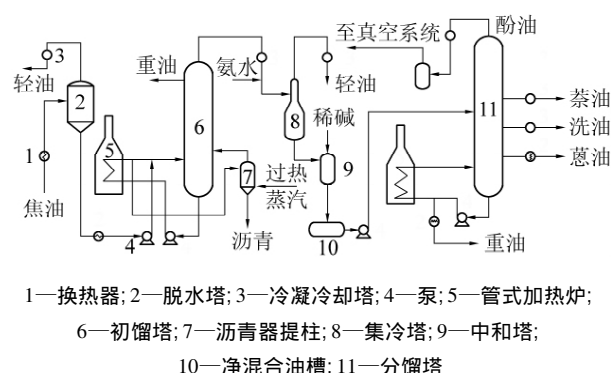 至真空系统
酚油
3
轻油
重油
氨水
轻油
萘油
2
稀碱
11
洗油
8
5
6
蒽油
1
9
7
过热
蒸汽
焦油
沥青
10
重油
4
1—换热器;2—脱水塔;3—冷凝冷却塔;4—泵;5—管式加热炉;
6—初馏塔;7—沥青器提柱;8—集冷塔;9—中和塔;
10—净混合油槽;11—分馏塔